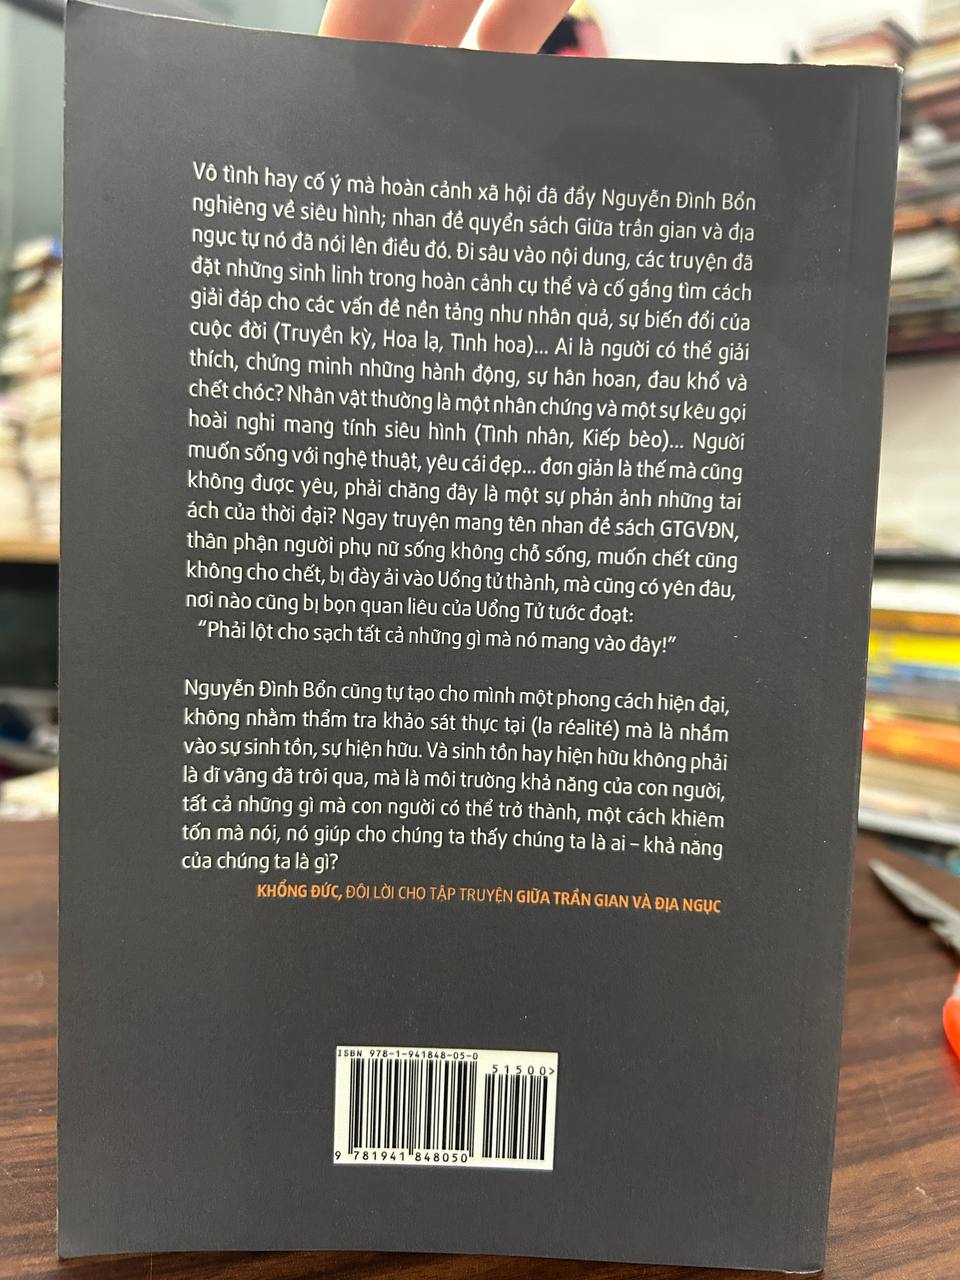 Vô tình hay cố ý mà hoàn cảnh xã hội đã đẩy Nguyễn Đình Bổn
nghiêng về siêu hình; nhan đề quyển sách Giữa trần gian và địa
ngục tự nó đã nói lên điều đó. Đi sâu vào nội dung, các truyện đã
đặt những sinh linh trong hoàn cảnh cụ thể và cố gắng tìm cách
giải đáp cho các vấn đề nền tảng như nhân quả, sự biến đổi của
cuộc đời (Truyền kỳ, Hoa lạ, Tình hoa)... Ai là người có thể giải
thích, chứng minh những hành động, sự hân hoan, đau khổ và
chết chóc? Nhân vật thường là một nhân chứng và một sự kêu gọi
hoài nghi mang tính siêu hình (Tình nhân, Kiếp bèo)... Người
muốn sống với nghệ thuật, yêu cái đẹp... đơn giản là thế mà cũng
không được yêu, phải chăng đây là một sự phản ảnh những tai
ách của thời đại? Ngay truyện mang tên nhan đề sách GTGVĐN,
thân phận người phụ nữ sống không chỗ sống, muốn chết cũng
không cho chết, bị đày ải vào Uổng tử thành, mà cũng có yên đâu,
nơi nào cũng bị bọn quan liêu của Uổng Tử tước đoạt:
“Phải lột cho sạch tất cả những gì mà nó mang vào đây!”
Nguyễn Đình Bổn cũng tự tạo cho mình một phong cách hiện đại,
không nhằm thẩm tra khảo sát thực tại (la réalité) mà là nhắm
vào sự sinh tồn, sự hiện hữu. Và sinh tồn hay hiện hữu không phải
là dĩ vãng đã trôi qua, mà là môi trường khả năng của con người,
tất cả những gì mà con người có thể trở thành, một cách khiêm
tốn mà nói, nó giúp cho chúng ta thấy chúng ta là ai – khả năng
của chúng ta là gì?
KHỔNG ĐỨC, ĐÔI LỜI CHO TẬP TRUYỆN GIỮA TRẦN GIAN VÀ ĐỊA NGỤC
ISBN 978-1-941848-05-0
51500>
9 781941 848050